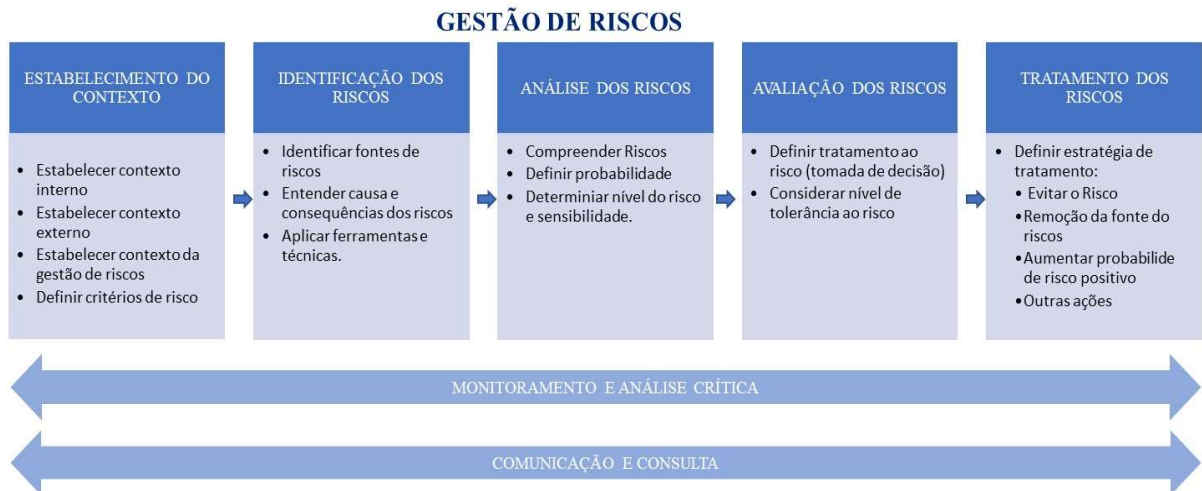 GESTÃO DE RISCOS
ESTABELECIMENTO DO
CONTEXTO
• Estabelecer contexto
interno
• Estabelecer contexto
externo
• Estabelecer contexto da
gestão de riscos
• Definir critérios de risco
IDENTIFICAÇÃO DOS
RISCOS
• Identificar fontes de
riscos
• Entender causa e
consequências dos riscos
• Aplicar ferramentas e
técnicas.
ANÁLISE DOS RISCOS
• Compreender Riscos
• Definir probabilidade
• Determiniar nível do risco
e sensibilidade.
AVALIAÇÃO DOS RISCOS
• Definir tratamento ao
risco (tomada de decisão)
• Considerar nível de
tolerância ao risco
TRATAMENTO DOS
RISCOS
• Definir estratégia de
tratamento:
• Evitar o Risco
•Remoção da fonte do
riscos
•Aumentar probabilide
de risco positivo
•Outras ações
MONITORAMENTO E ANÁLISE CRÍTICA
COMUNICAÇÃO E CONSULTA